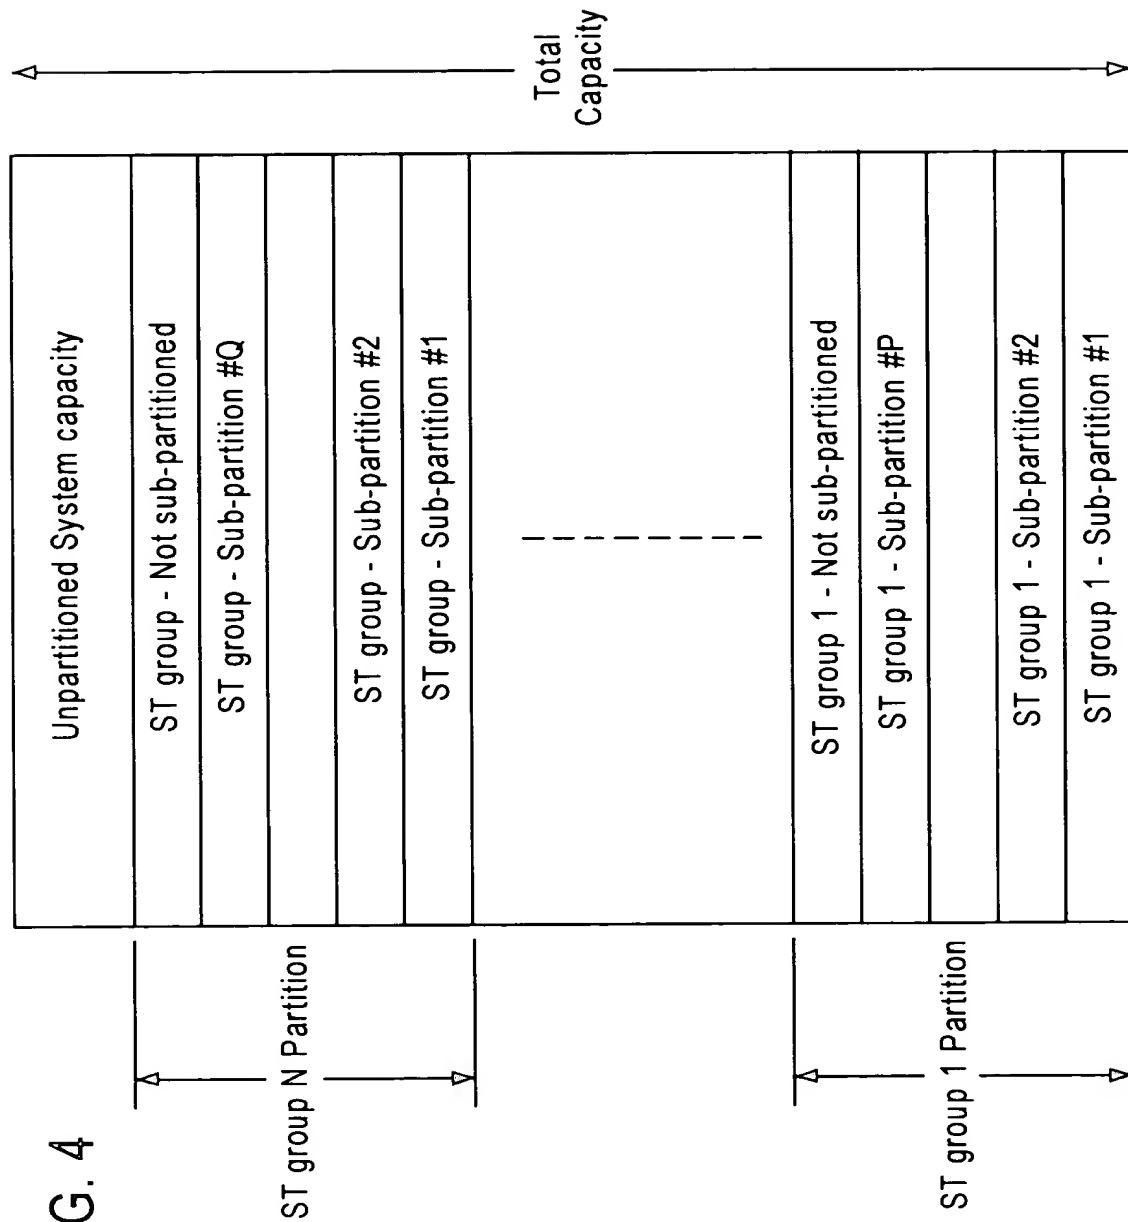 G. 4
Unpartitioned System capacity
ST group - Not sub-partitioned
ST group - Sub-partition #Q
ST group - Sub-partition #2
ST group - Sub-partition #1
ST group N Partition
Total
Capacity
ST group 1 - Not sub-partitioned
ST group 1 - Sub-partition #P
ST group 1 - Sub-partition #2
ST group 1 - Sub-partition #1
ST group 1 Partition